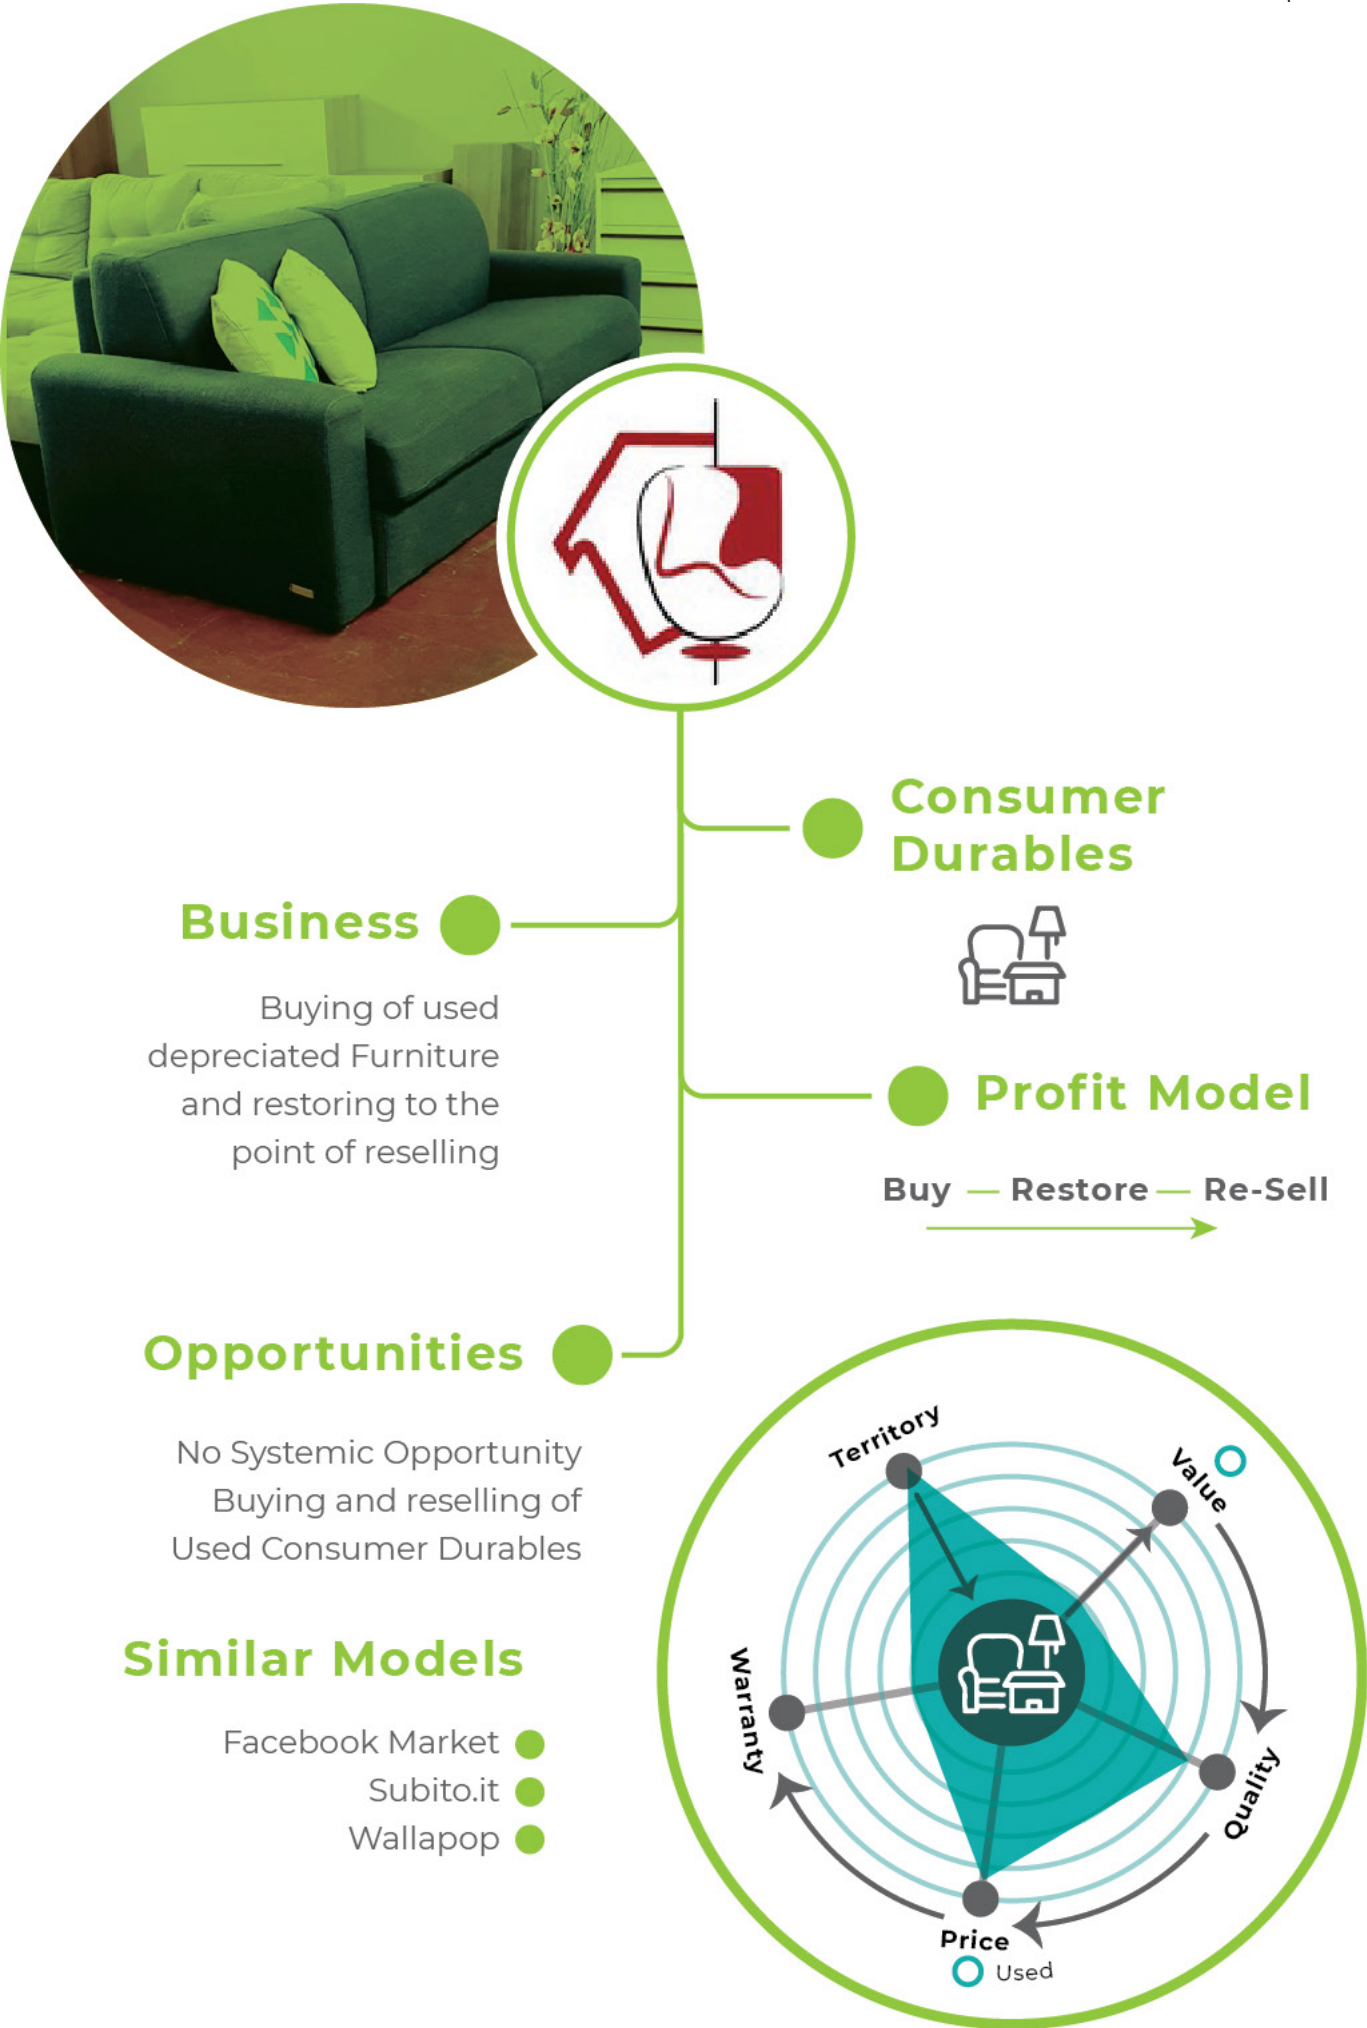 Consumer
Durables
Business
Buying of used
depreciated Furniture
and restoring to the
point of reselling
Profit Model
Buy — Restore — Re-Sell
Opportunities
No Systemic Opportunity
Buying and reselling of
Used Consumer Durables
Similar Models
Facebook Market
Subito.it
Wallapop
Territory
Value
Warranty
Quality
Price
Used